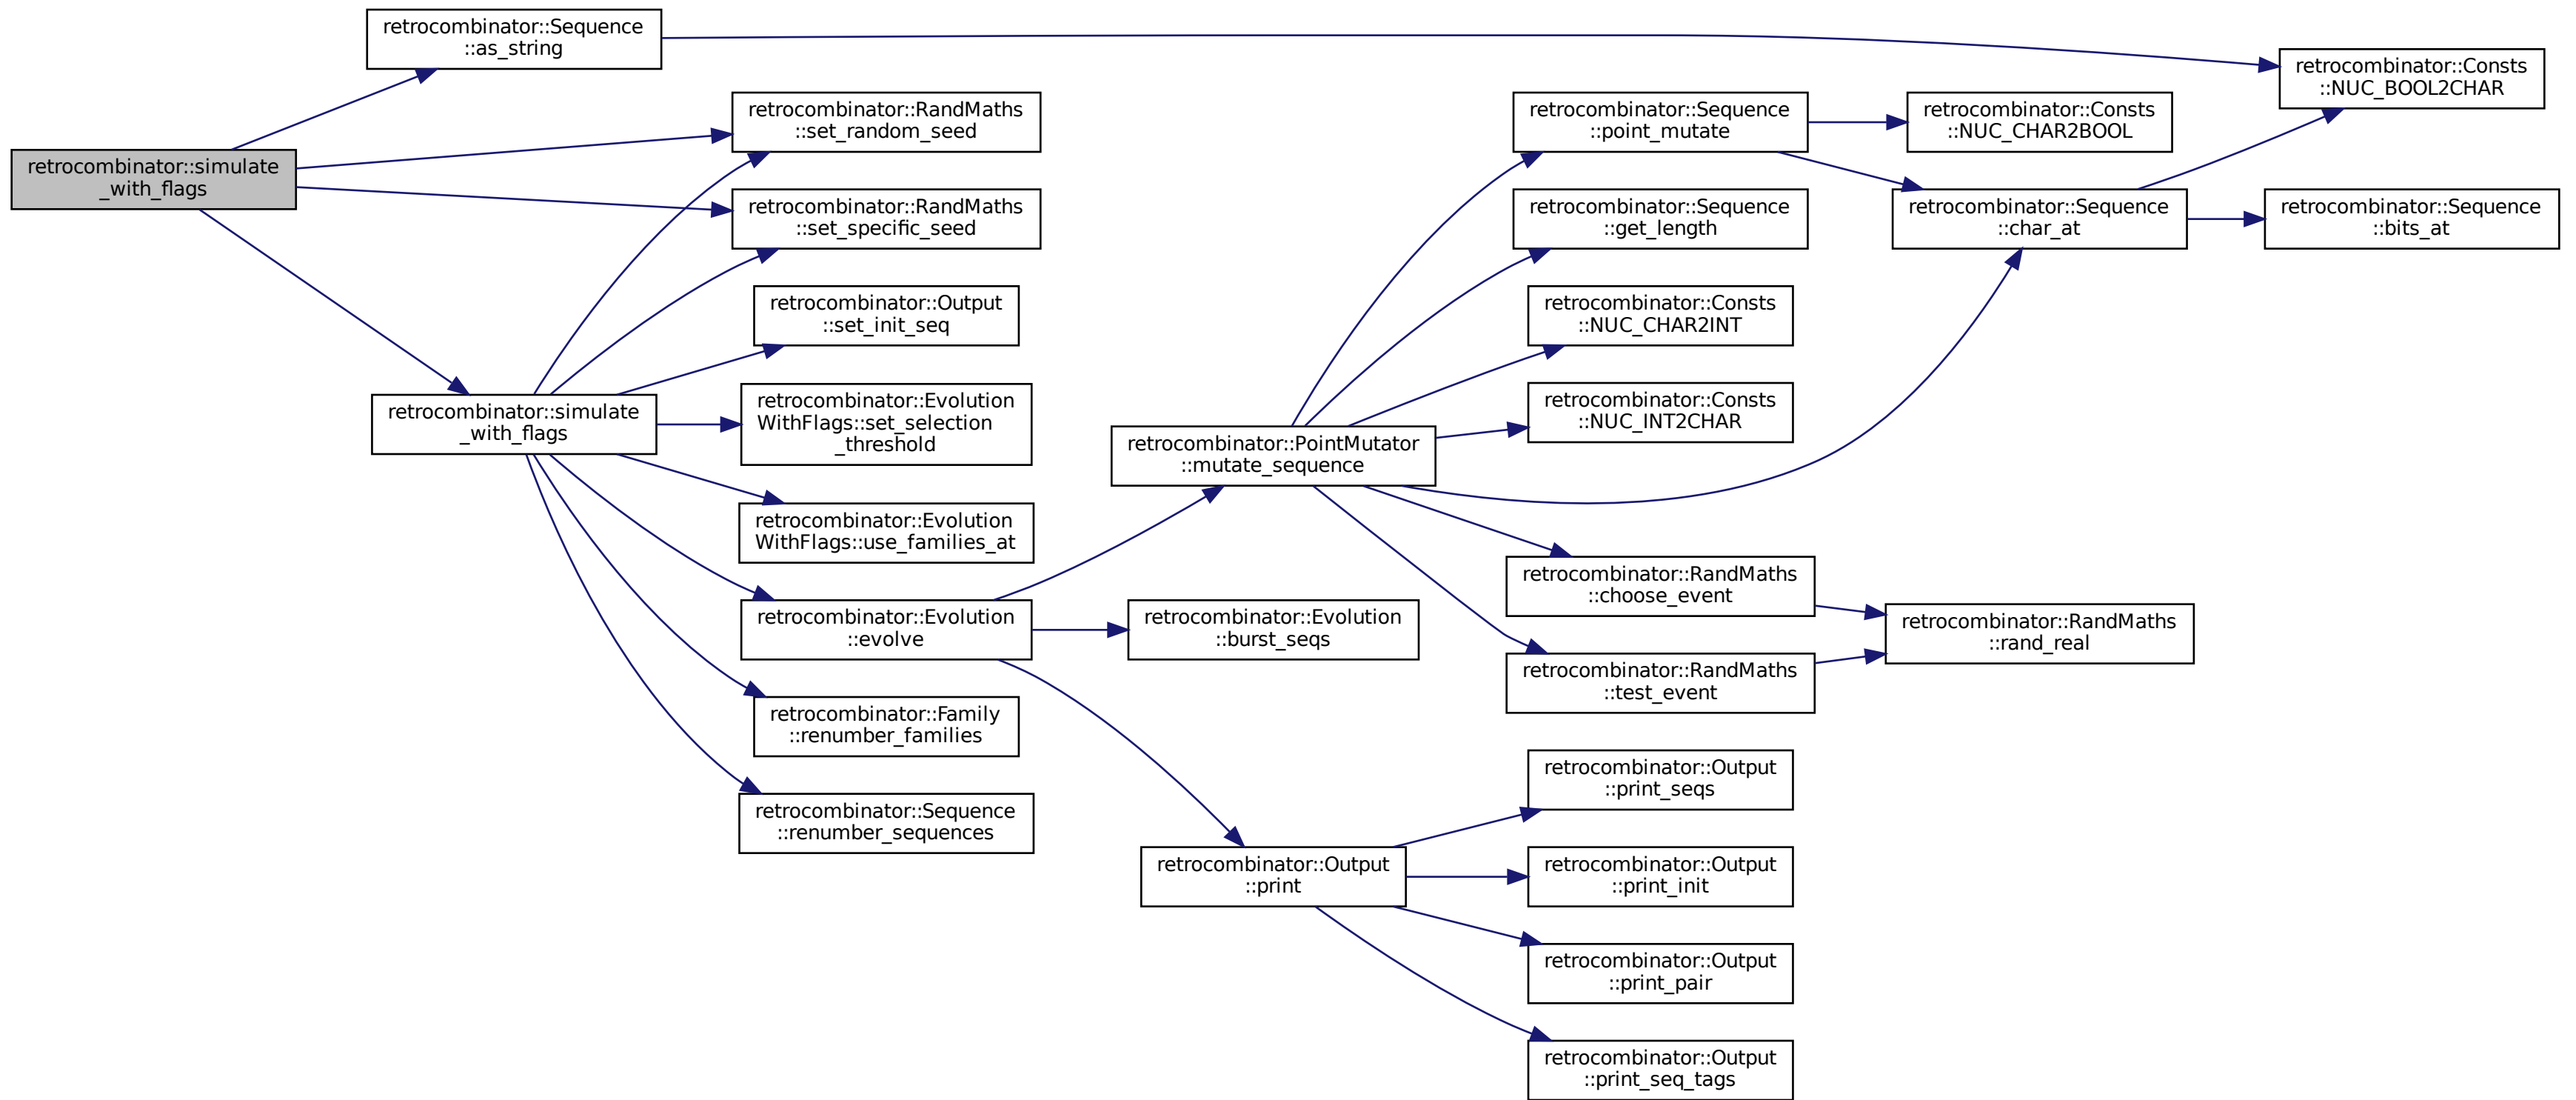 retrocombinator::simulate
_with_flags
retrocombinator::Sequence
::as_string
retrocombinator::RandMaths
::set_random_seed
retrocombinator::RandMaths
::set_specific_seed
retrocombinator::simulate
_with_flags
retrocombinator::Output
::set_init_seq
retrocombinator::Evolution
WithFlags::set_selection
_threshold
retrocombinator::Evolution
WithFlags::use_families_at
retrocombinator::Evolution
::evolve
retrocombinator::Family
::renumber_families
retrocombinator::Sequence
::renumber_sequences
retrocombinator::PointMutator
::mutate_sequence
retrocombinator::Evolution
::burst_seqs
retrocombinator::Output
::print
retrocombinator::Sequence
::point_mutate
retrocombinator::Sequence
::get_length
retrocombinator::Consts
::NUC_CHAR2INT
retrocombinator::Consts
::NUC_INT2CHAR
retrocombinator::RandMaths
::choose_event
retrocombinator::RandMaths
::test_event
retrocombinator::Output
::print_seqs
retrocombinator::Output
::print_init
retrocombinator::Output
::print_pair
retrocombinator::Output
::print_seq_tags
retrocombinator::Consts
::NUC_CHAR2BOOL
retrocombinator::Sequence
::char_at
retrocombinator::RandMaths
::rand_real
retrocombinator::Consts
::NUC_BOOL2CHAR
retrocombinator::Sequence
::bits_at